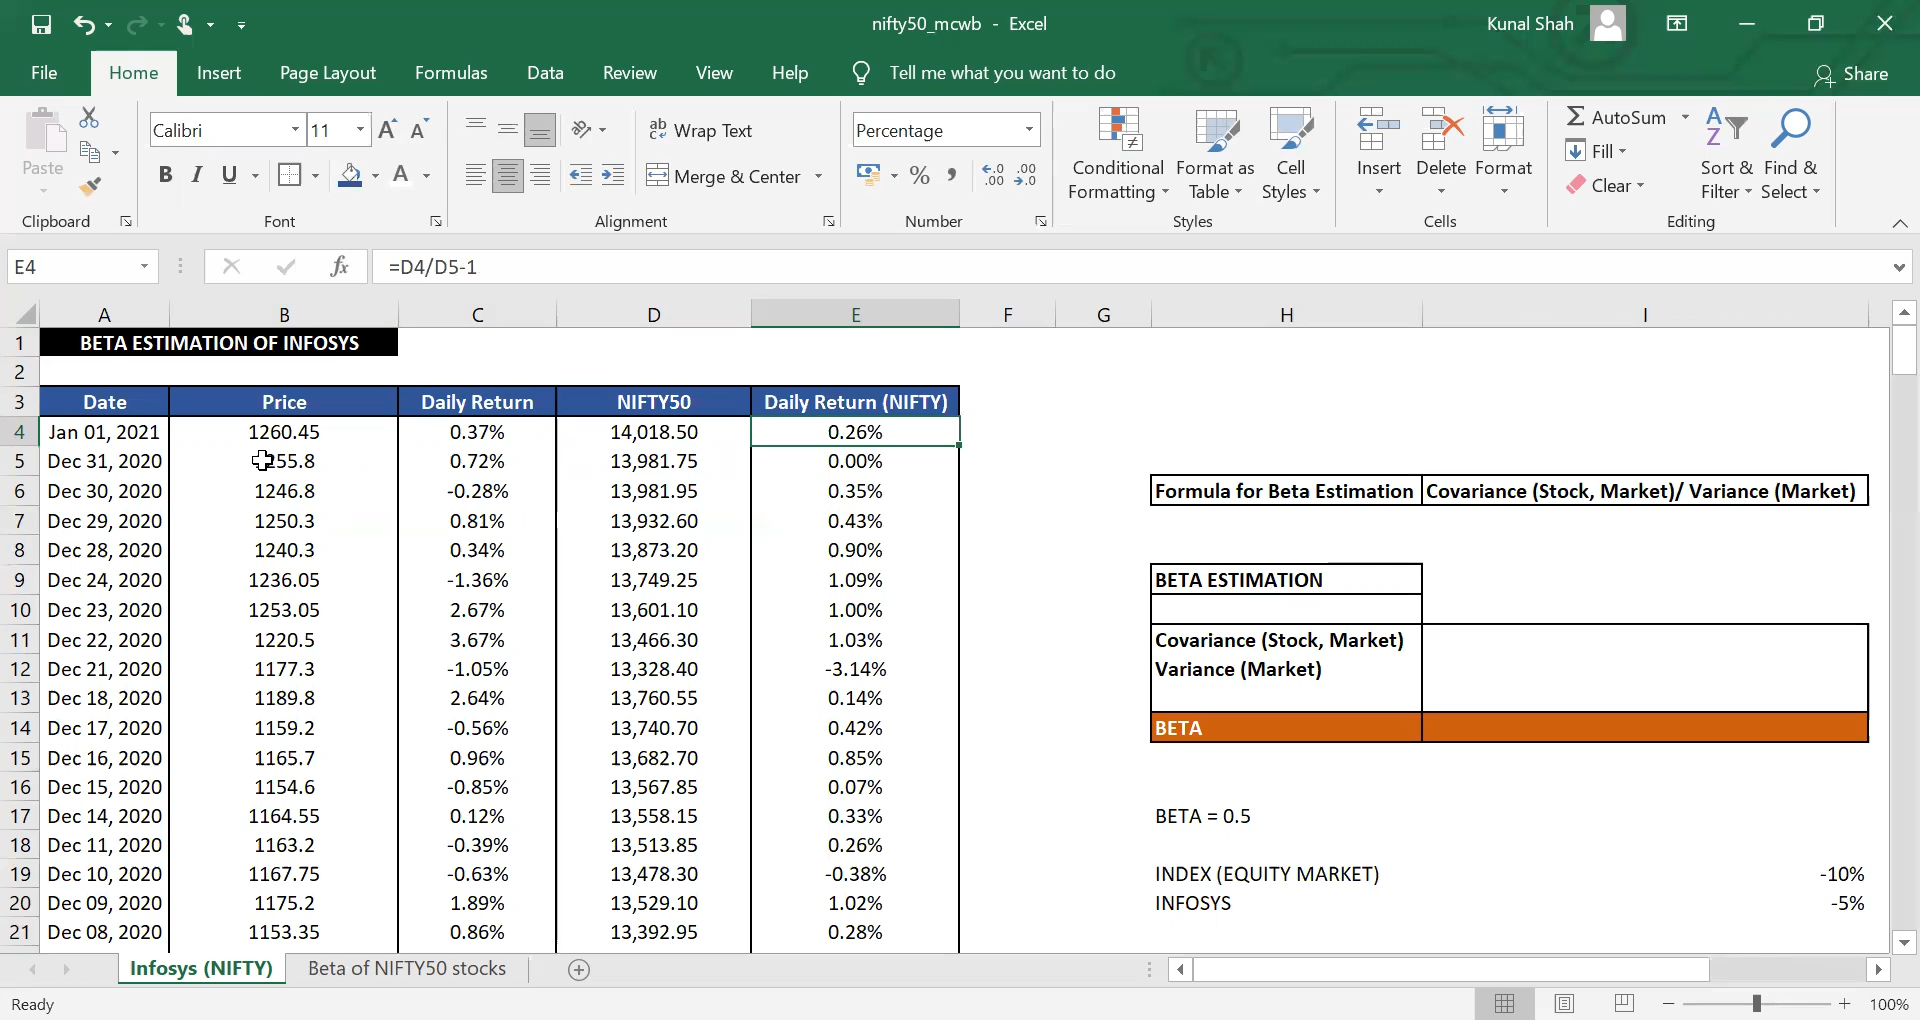 nifty50_mcwb - Excel
Kunal Shah
File Home Insert Page Layout Formulas Data Review View Help Tell me what you want to do Share
Paste
Clipboard
Calibri 11
B I U
Font
Wrap Text
Merge & Center
Alignment
Percentage
Number
Conditional Formatting
Format as Table
Cell Styles
Styles
Insert Delete Format
Cells
AutoSum
Fill
Clear
Sort & Filter
Find & Select
Editing
E4 fx =D4/D5-1
A B C D E F G H I
1 BETA ESTIMATION OF INFOSYS
2
3 Date Price Daily Return NIFTY50 Daily Return (NIFTY)
4 Jan 01, 2021 1260.45 0.37% 14,018.50 0.26%
5 Dec 31, 2020 255.8 0.72% 13,981.75 0.00%
6 Dec 30, 2020 1246.8 -0.28% 13,981.95 0.35% Formula for Beta Estimation Covariance (Stock, Market)/ Variance (Market)
7 Dec 29, 2020 1250.3 0.81% 13,932.60 0.43%
8 Dec 28, 2020 1240.3 0.34% 13,873.20 0.90%
9 Dec 24, 2020 1236.05 -1.36% 13,749.25 1.09% BETA ESTIMATION
10 Dec 23, 2020 1253.05 2.67% 13,601.10 1.00%
11 Dec 22, 2020 1220.5 3.67% 13,466.30 1.03% Covariance (Stock, Market)
12 Dec 21, 2020 1177.3 -1.05% 13,328.40 -3.14% Variance (Market)
13 Dec 18, 2020 1189.8 2.64% 13,760.55 0.14%
14 Dec 17, 2020 1159.2 -0.56% 13,740.70 0.42% BETA
15 Dec 16, 2020 1165.7 0.96% 13,682.70 0.85%
16 Dec 15, 2020 1154.6 -0.85% 13,567.85 0.07%
17 Dec 14, 2020 1164.55 0.12% 13,558.15 0.33% BETA = 0.5
18 Dec 11, 2020 1163.2 -0.39% 13,513.85 0.26%
19 Dec 10, 2020 1167.75 -0.63% 13,478.30 -0.38% INDEX (EQUITY MARKET) -10%
20 Dec 09, 2020 1175.2 1.89% 13,529.10 1.02% INFOSYS -5%
21 Dec 08, 2020 1153.35 0.86% 13,392.95 0.28%
Infosys (NIFTY) Beta of NIFTY50 stocks
Ready 100%